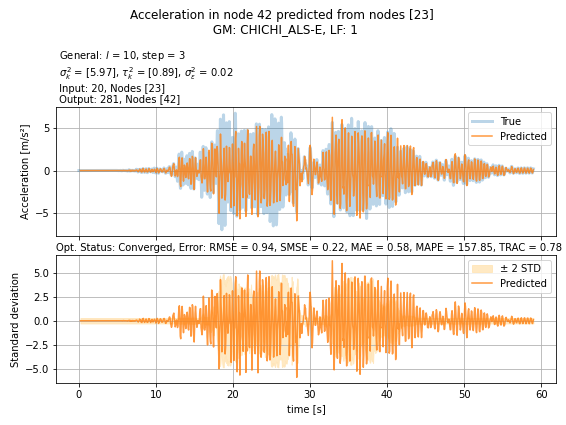 Acceleration in node 42 predicted from nodes [23]
GM: CHICHI_ALS-E, LF: 1
General: l = 10, step = 3
σ²ₖ = [5.97], τ²ₖ = [0.89], σ²ε = 0.02
Input: 20, Nodes [23]
Output: 281, Nodes [42]
Acceleration [m/s²]
5
0
−5
True
Predicted
Opt. Status: Converged, Error: RMSE = 0.94, SMSE = 0.22, MAE = 0.58, MAPE = 157.85, TRAC = 0.78
Standard deviation
5.0
2.5
0.0
−2.5
−5.0
± 2 STD
Predicted
0 10 20 30 40 50 60
time [s]